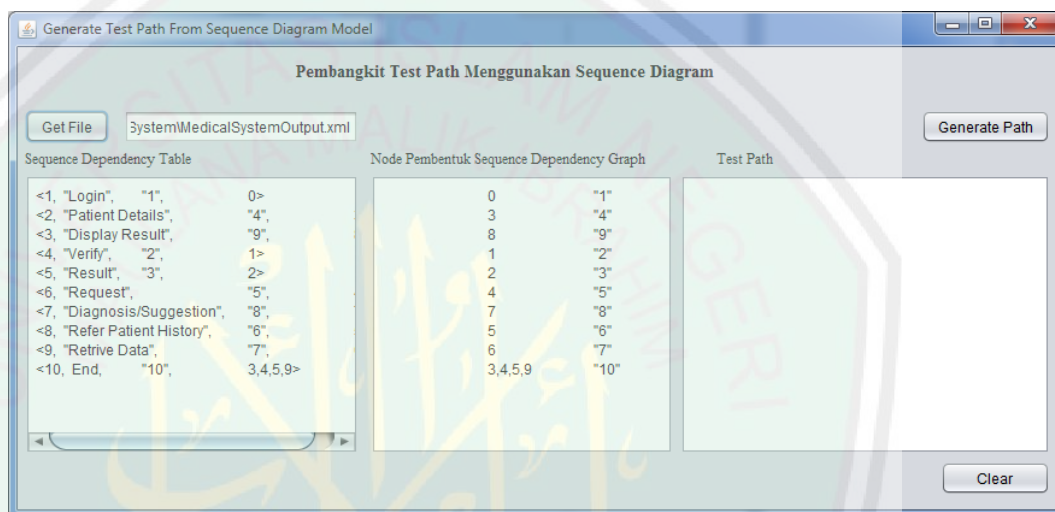 Generate Test Path From Sequence Diagram Model
Pembangkit Test Path Menggunakan Sequence Diagram
Get File System\MedicalSystemOutput.xml Generate Path
Sequence Dependency Table Node Pembentuk Sequence Dependency Graph Test Path
<1, "Login", "1", 0> 0 "1"
<2, "Patient Details", "4", 3 "4"
<3, "Display Result", "9", 8 "9"
<4, "Verify", "2", 1> 1 "2"
<5, "Result", "3", 2> 2 "3"
<6, "Request", "5", 4 "5"
<7, "Diagnosis/Suggestion", "8", 7 "8"
<8, "Refer Patient History", "6", 5 "6"
<9, "Retrive Data", "7", 6 "7"
<10, End, "10", 3,4,5,9> 3,4,5,9 "10"
Clear